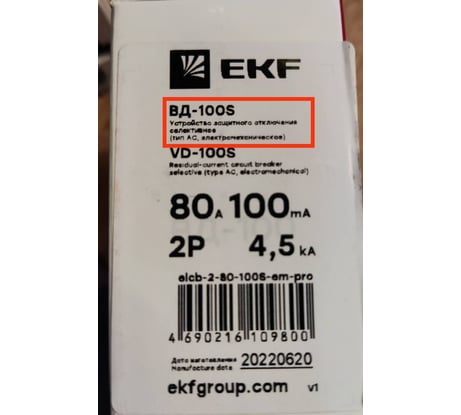 EKF
ВД-100S
Устройство защитного отключения
селективное
(тип АС, электромеханическое)
VD-100S
Residual-current circuit breaker
selective (type AC, electromechanical)
80A 100mA
2P 4,5 kA
elcb-2-80-100S-em-pro
4 690216 109800
Дата изготовления
Manufacture date 20220620
ekfgroup.com v1